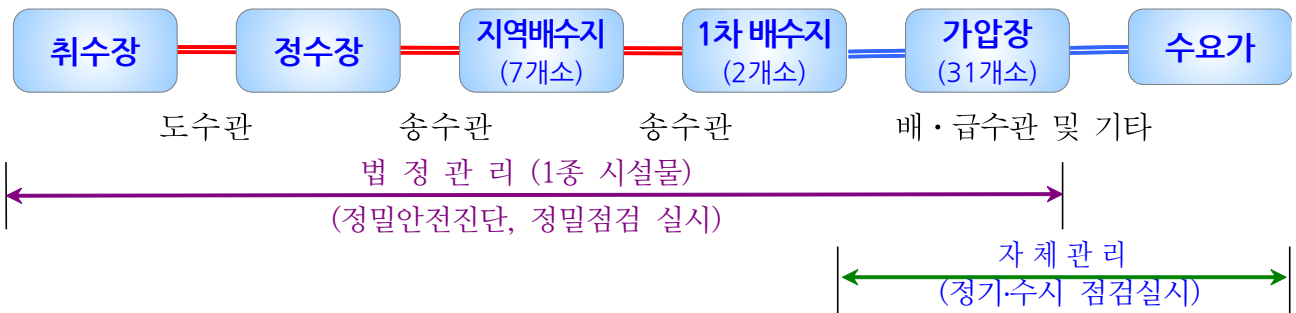 취수장
정수장
지역배수지
(7개소)
1차 배수지
(2개소)
가압장
(31개소)
수요가
도수관
송수관
송수관
배·급수관 및 기타
법 정 관 리 (1종 시설물)
(정밀안전진단, 정밀점검 실시)
자 체 관 리
(정기·수시 점검실시)